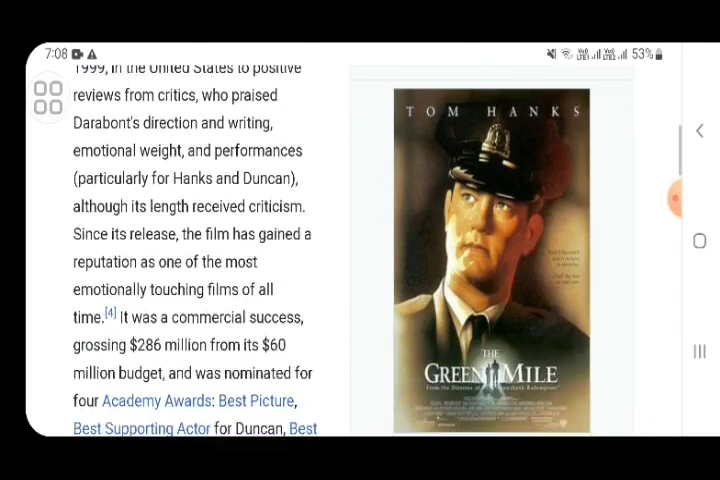 7:08
53%
1999, in the United States to positive
reviews from critics, who praised
Darabont's direction and writing,
emotional weight, and performances
(particularly for Hanks and Duncan),
although its length received criticism.
Since its release, the film has gained a
reputation as one of the most
emotionally touching films of all
time.[4] It was a commercial success,
grossing $286 million from its $60
million budget, and was nominated for
four Academy Awards: Best Picture,
Best Supporting Actor for Duncan, Best
TOM HANKS
THE
GREEN MILE
From the Director of